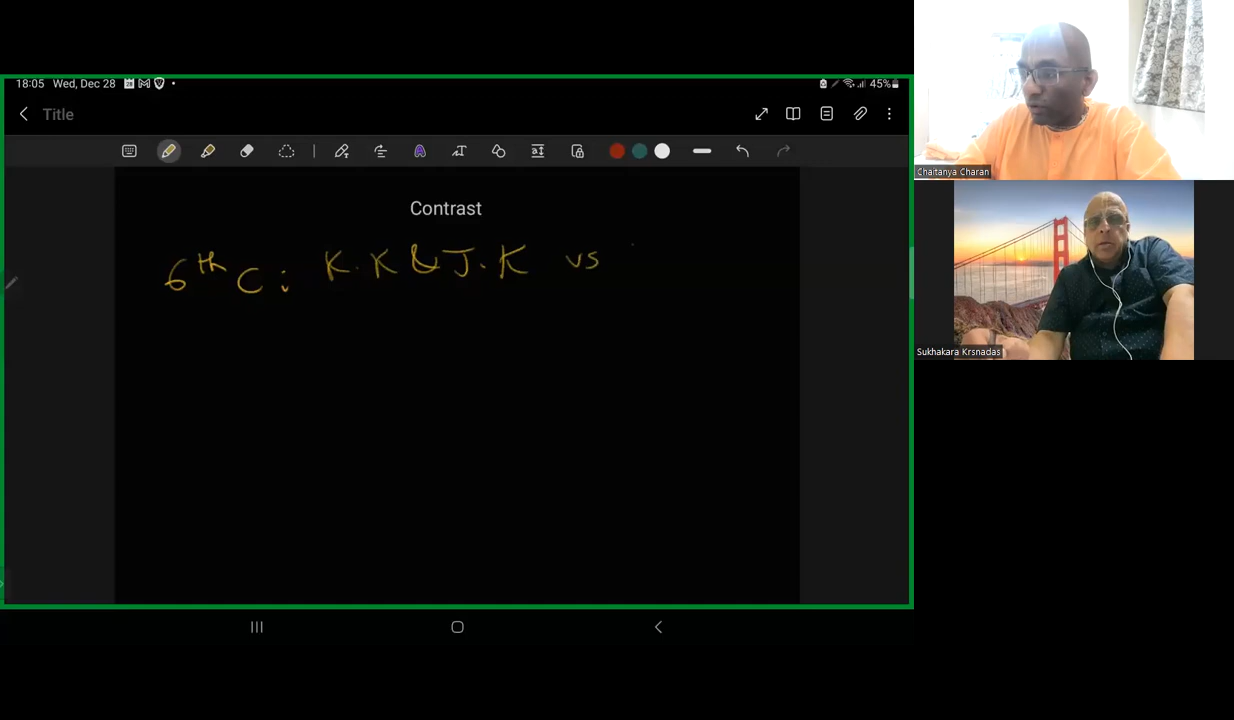 18:05 Wed, Dec 28
45%
Title
Contrast
6th C: K.K & J.K vs
Chaitanya Charan
Sukhakara Krsnadas